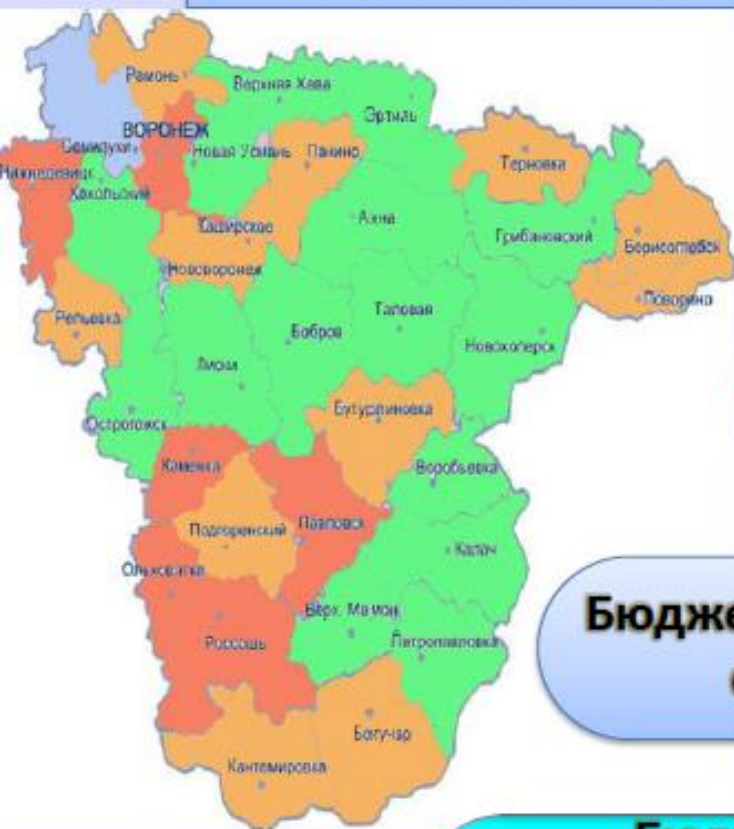 Рамонь
Верхняя Хава
Эртиль
ВОРОНЕЖ
Семилуки
Новая Усмань
Панино
Терновка
Нижнедевицк
Хохольский
Каширское
Анна
Грибановский
Борисоглебск
Нововоронеж
Поворино
Репьевка
Бобров
Таловая
Новохоперск
Лиски
Бутурлиновка
Острогожск
Каменка
Воробьевка
Подгоренский
Павловск
Калач
Ольховатка
Верх. Мамон
Россошь
Петропавловка
Богучар
Кантемировка
Бюдже